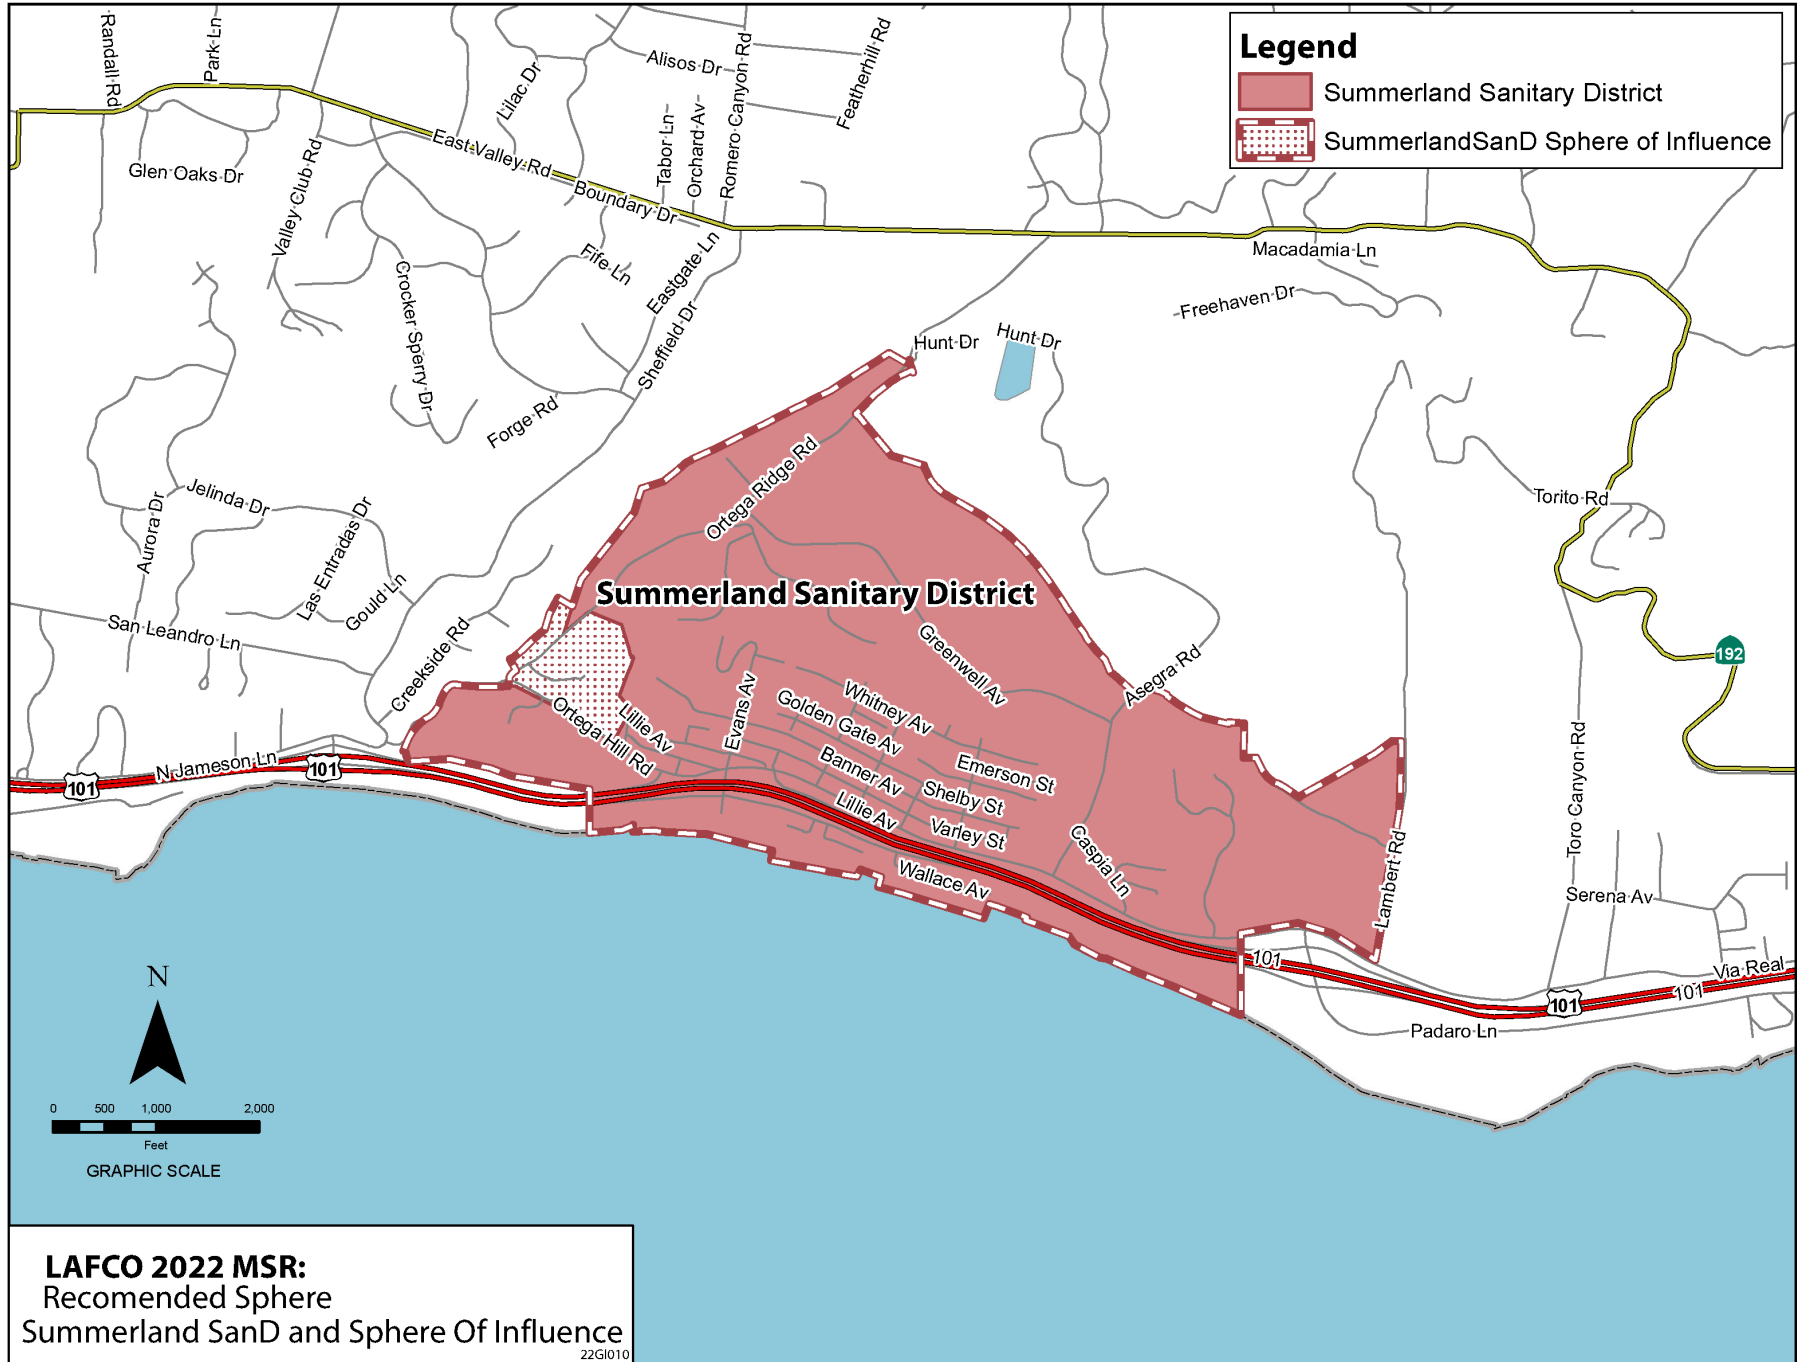 Legend
Summerland Sanitary District
SummerlandSanD Sphere of Influence
Randall Rd
Park Ln
Lilac Dr
Alisos Dr
Romero Canyon Rd
Featherhill Rd
East Valley Rd
Glen Oaks Dr
Valley Club Rd
Tabor Ln
Orchard Av
Boundary Dr
Fife Ln
Eastgate Ln
Macadamia Ln
Freehaven Dr
Crocker Sperry Dr
Sheffield Dr
Hunt Dr
Hunt Dr
Forge Rd
Ortega Ridge Rd
Torito Rd
Jelinda Dr
Aurora Dr
Las Entradas Dr
Gould Ln
Summerland Sanitary District
San Leandro Ln
Creekside Rd
Greenwell Av
Asegra Rd
192
Evans Av
Whitney Av
Golden Gate Av
Lillie Av
Ortega Hill Rd
Banner Av
Emerson St
Shelby St
Lillie Av
Varley St
Toro Canyon Rd
N Jameson Ln
101
101
Wallace Av
Caspia Ln
Lambert Rd
Serena Av
101
Via Real
101
101
Padaro Ln
N
0 500 1,000 2,000
Feet
GRAPHIC SCALE
LAFCO 2022 MSR:
Recomended Sphere
Summerland SanD and Sphere Of Influence
22GI010